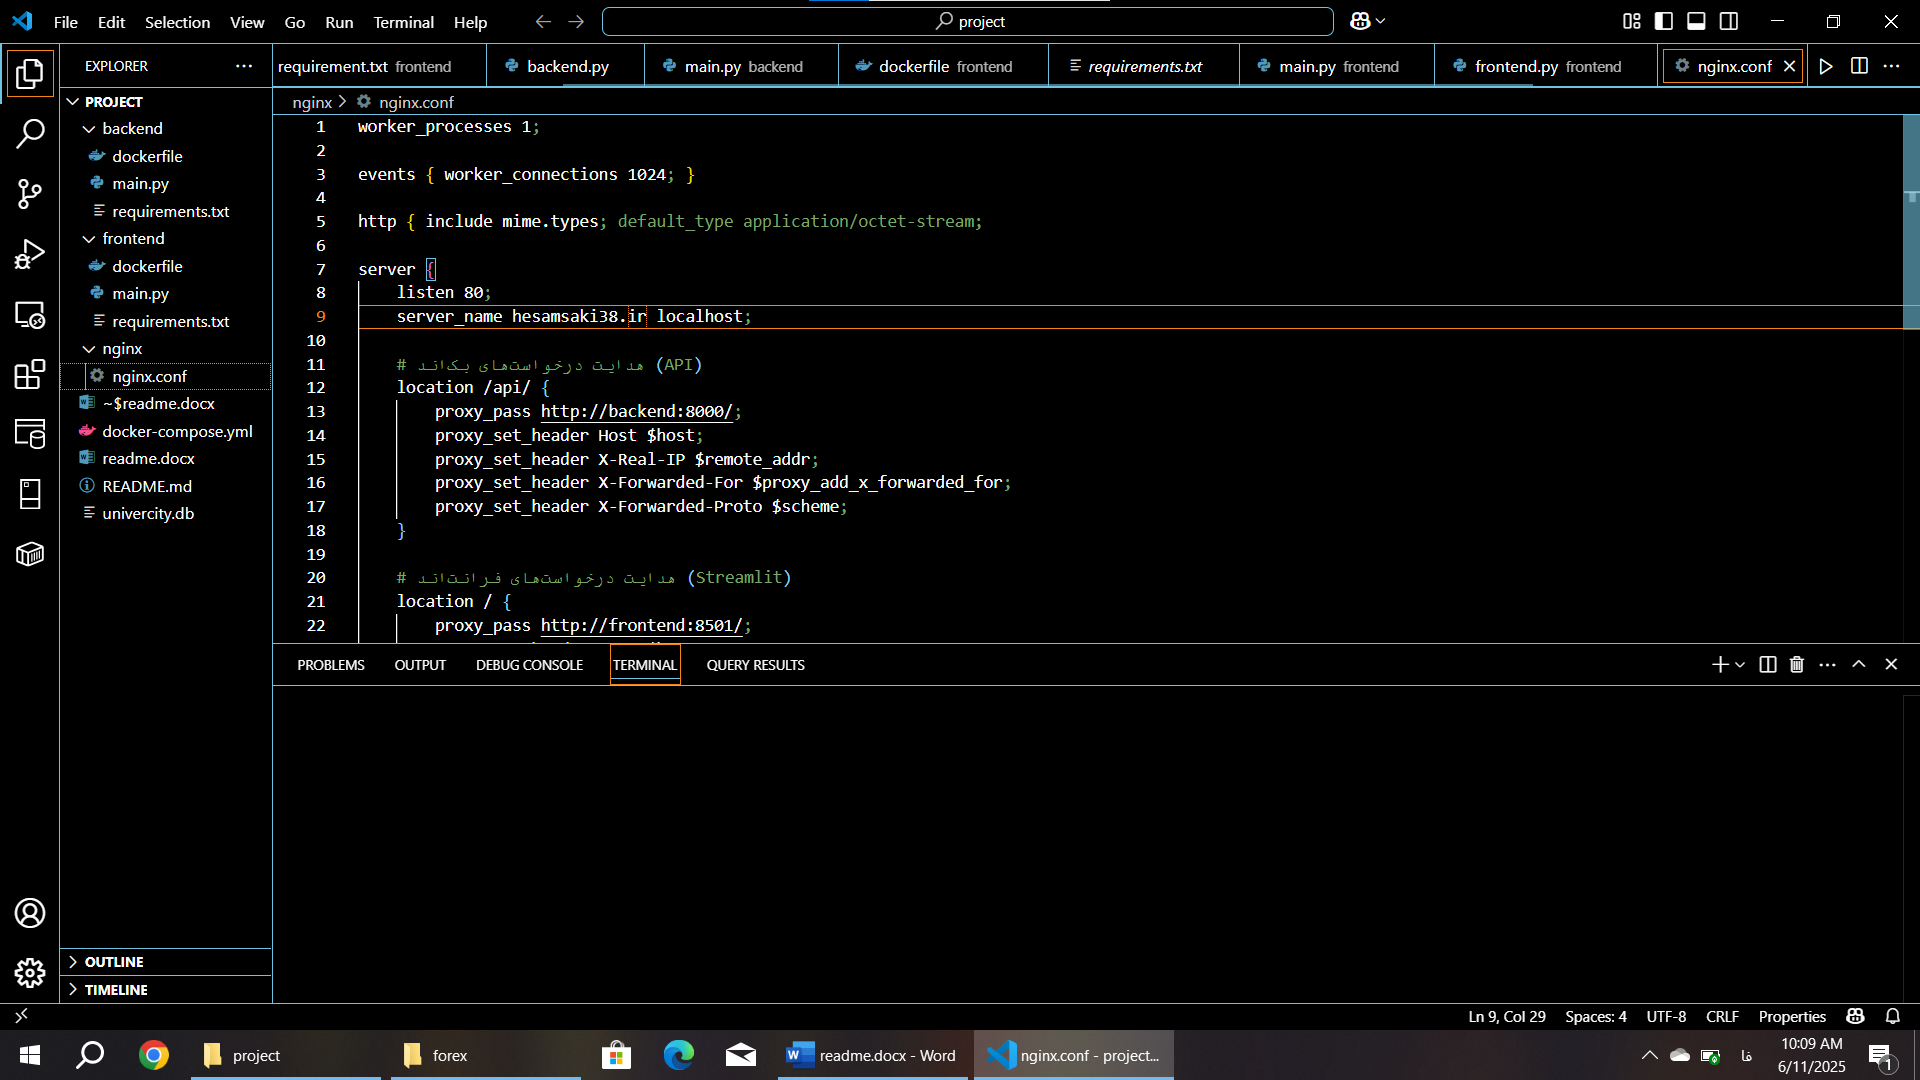 File Edit Selection View Go Run Terminal Help
project
EXPLORER
requirement.txt frontend
backend.py
main.py backend
dockerfile frontend
requirements.txt
main.py frontend
frontend.py frontend
nginx.conf
PROJECT
backend
dockerfile
main.py
requirements.txt
frontend
dockerfile
main.py
requirements.txt
nginx
nginx.conf
~$readme.docx
docker-compose.yml
readme.docx
README.md
univercity.db
OUTLINE
TIMELINE
nginx > nginx.conf
1 worker_processes 1;
2
3 events { worker_connections 1024; }
4
5 http { include mime.types; default_type application/octet-stream;
6
7 server {
8 listen 80;
9 server_name hesamsaki38.ir localhost;
10
11 # هدایت درخواست‌های بک‌اند (API)
12 location /api/ {
13 proxy_pass http://backend:8000/;
14 proxy_set_header Host $host;
15 proxy_set_header X-Real-IP $remote_addr;
16 proxy_set_header X-Forwarded-For $proxy_add_x_forwarded_for;
17 proxy_set_header X-Forwarded-Proto $scheme;
18 }
19
20 # هدایت درخواست‌های فرانت‌اند (Streamlit)
21 location / {
22 proxy_pass http://frontend:8501/;
PROBLEMS OUTPUT DEBUG CONSOLE TERMINAL QUERY RESULTS
Ln 9, Col 29 Spaces: 4 UTF-8 CRLF Properties
project
forex
readme.docx - Word
nginx.conf - project...
فا
10:09 AM
6/11/2025
1